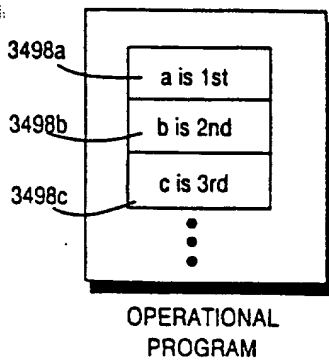 3498a
a is 1st
3498b
b is 2nd
c is 3rd
3498c
OPERATIONAL
PROGRAM